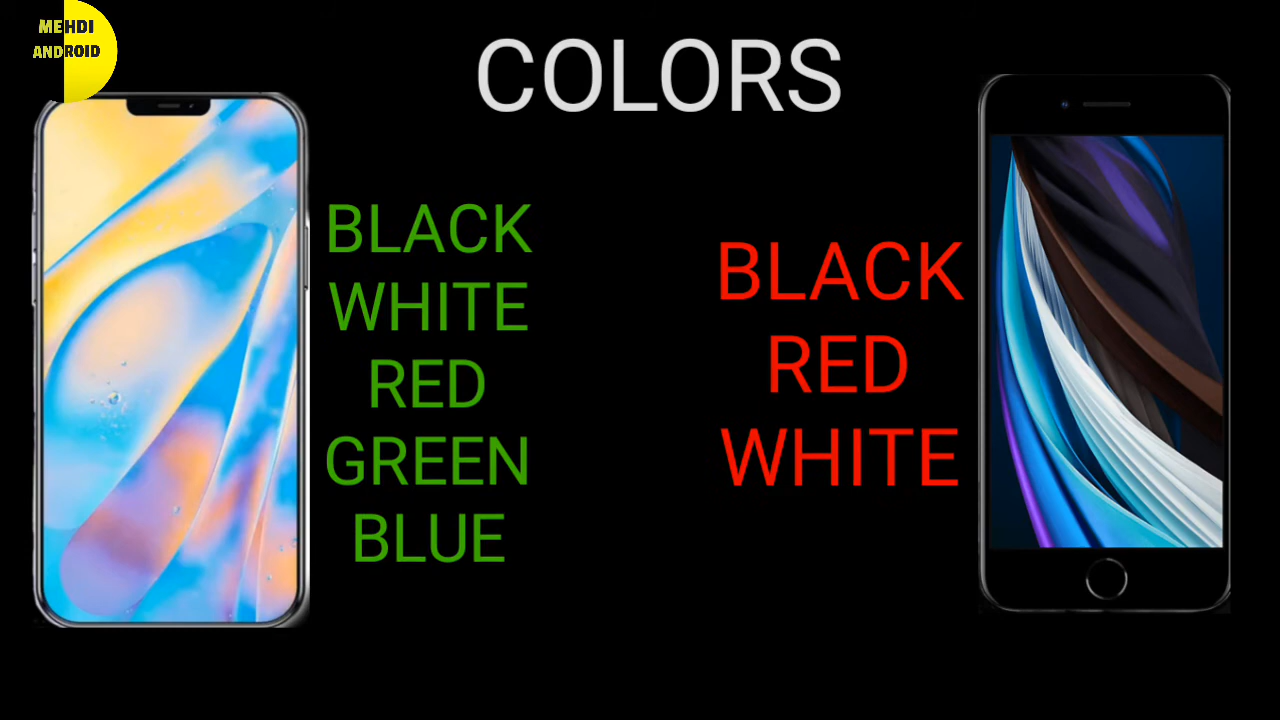 MEHDI
ANDROID
COLORS
BLACK
WHITE
RED
GREEN
BLUE
BLACK
RED
WHITE